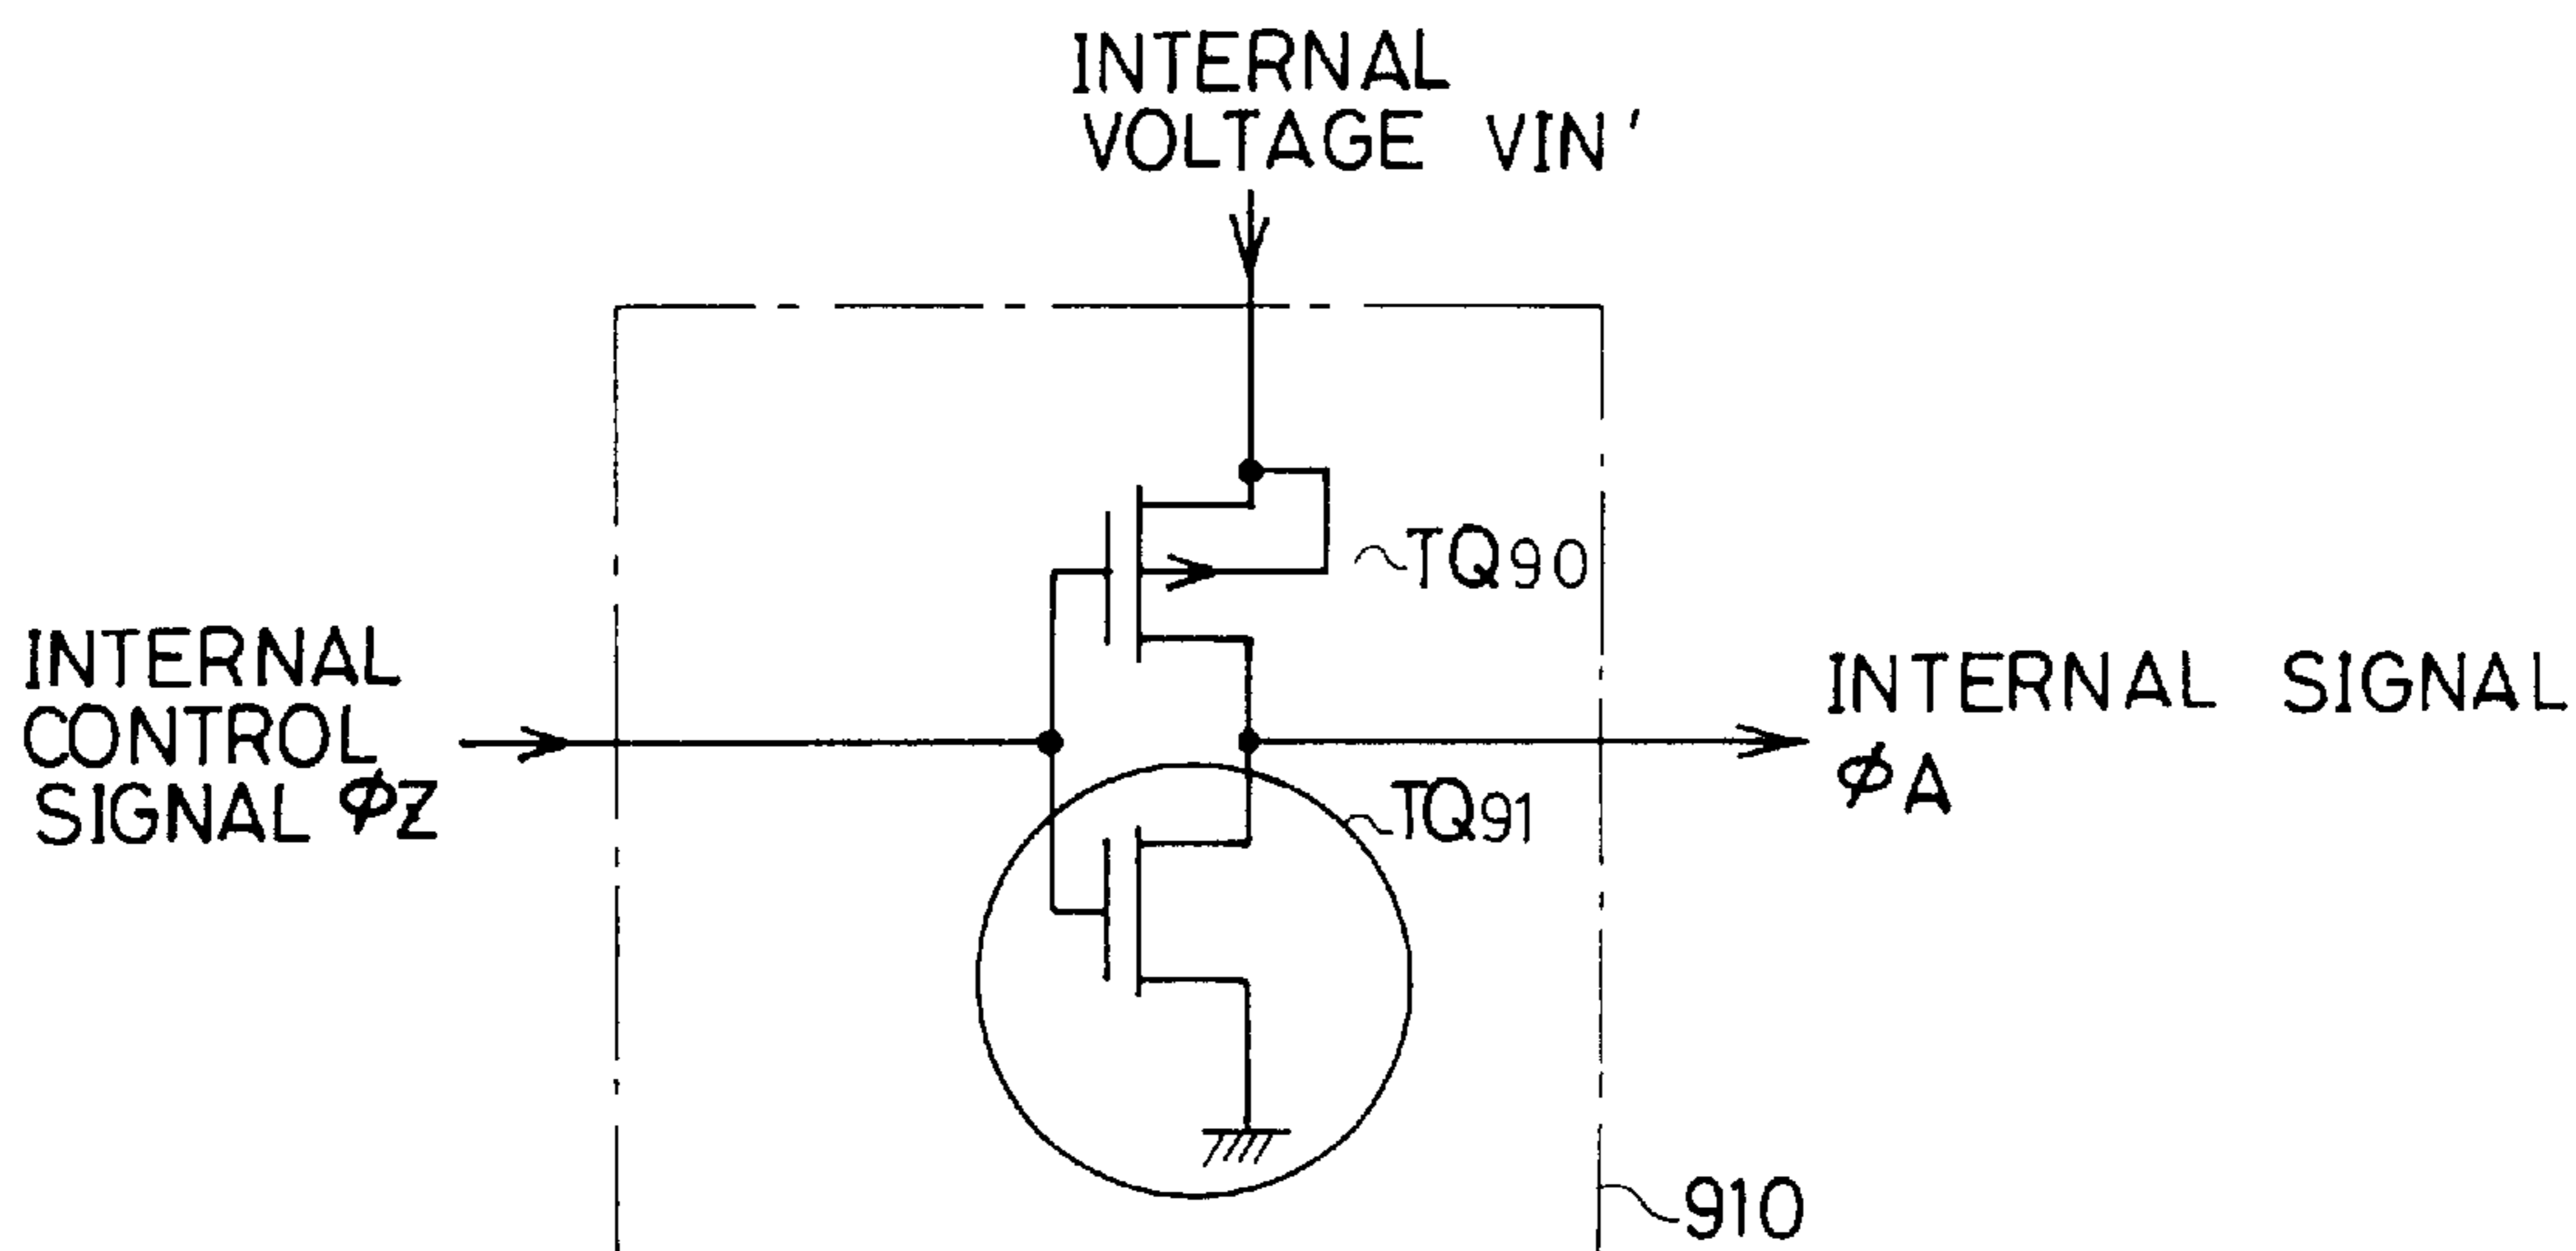 INTERNAL
VOLTAGE VIN'
TQ90
INTERNAL
CONTROL
SIGNAL φZ
INTERNAL SIGNAL
φA
TQ91
910